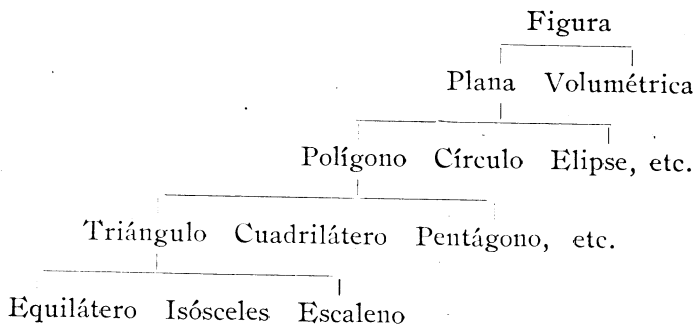 Figura
Plana Volumétrica
Polígono Círculo Elipse, etc.
Triángulo Cuadrilátero Pentágono, etc.
Equilátero Isósceles Escaleno